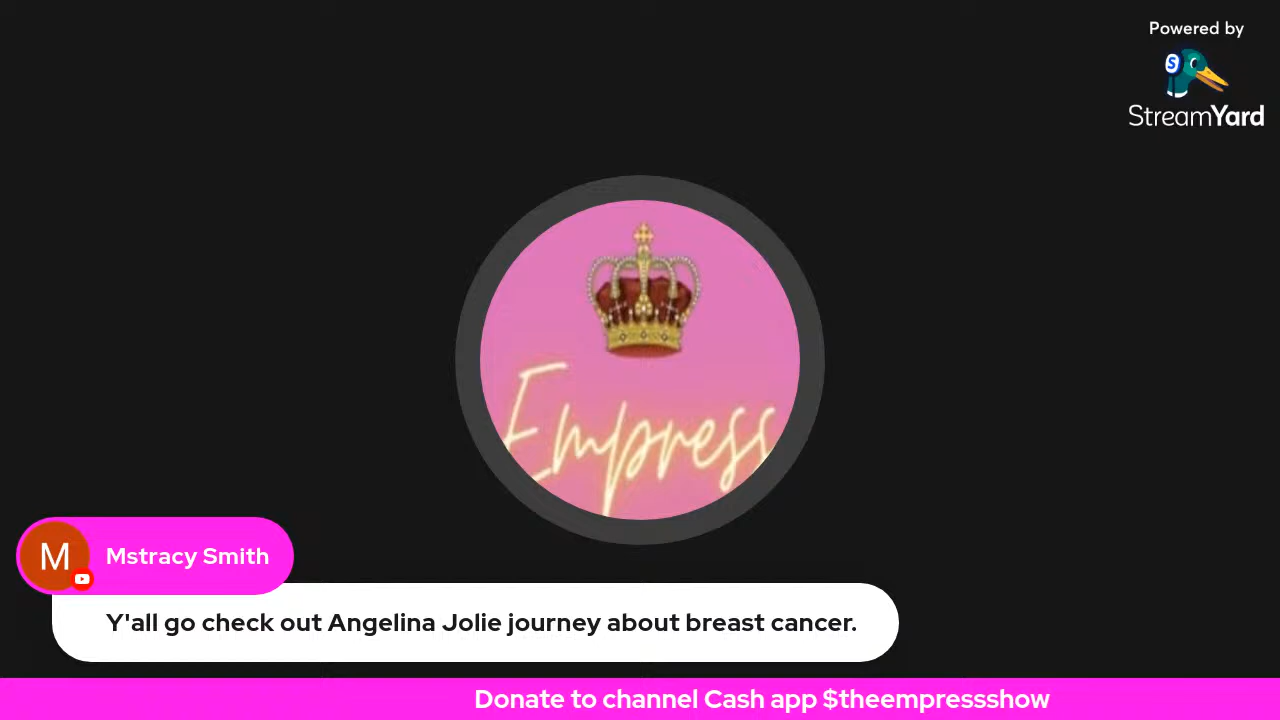 Powered by
S
StreamYard
Empress
M
Mstracy Smith
Y'all go check out Angelina Jolie journey about breast cancer.
Donate to channel Cash app $theempressshow